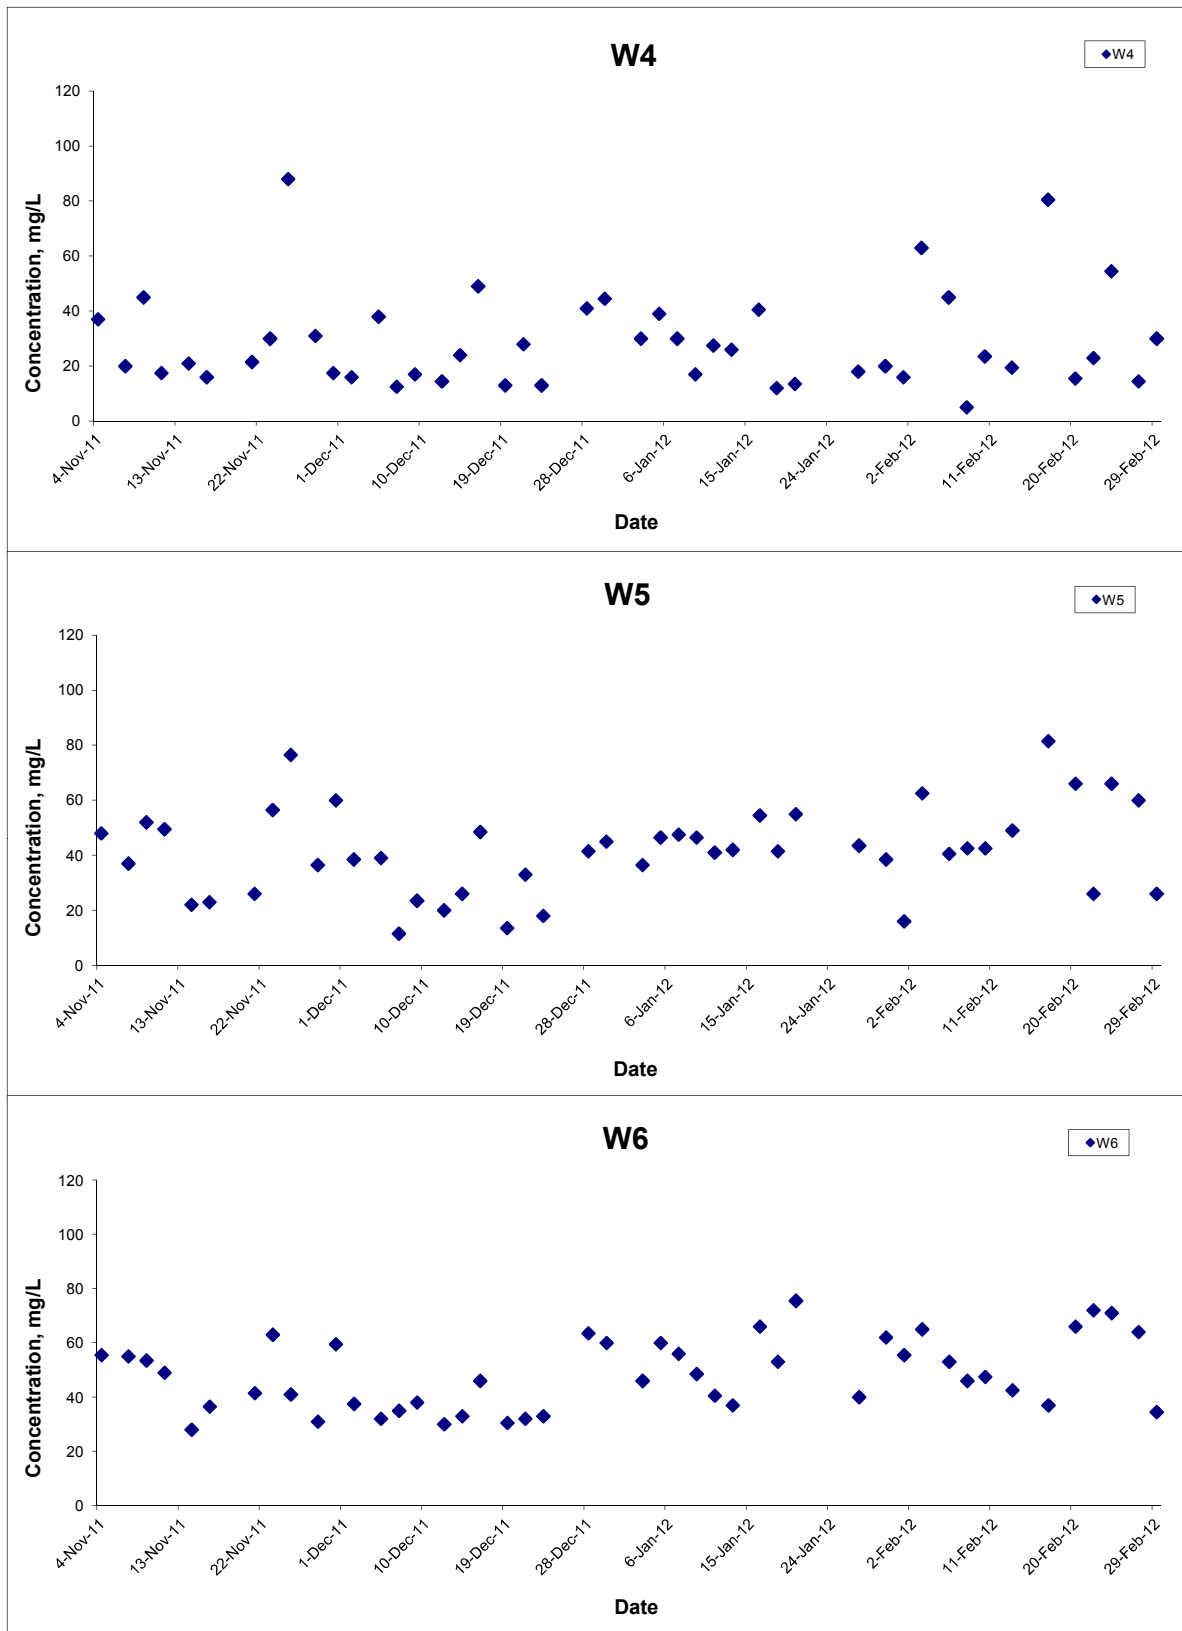 W4
W4
120
100
80
60
40
20
0
Concentration, mg/L
4-Nov-11
13-Nov-11
22-Nov-11
1-Dec-11
10-Dec-11
19-Dec-11
28-Dec-11
6-Jan-12
15-Jan-12
24-Jan-12
2-Feb-12
11-Feb-12
20-Feb-12
29-Feb-12
Date
W5
W5
120
100
80
60
40
20
0
Concentration, mg/L
4-Nov-11
13-Nov-11
22-Nov-11
1-Dec-11
10-Dec-11
19-Dec-11
28-Dec-11
6-Jan-12
15-Jan-12
24-Jan-12
2-Feb-12
11-Feb-12
20-Feb-12
29-Feb-12
Date
W6
W6
120
100
80
60
40
20
0
Concentration, mg/L
4-Nov-11
13-Nov-11
22-Nov-11
1-Dec-11
10-Dec-11
19-Dec-11
28-Dec-11
6-Jan-12
15-Jan-12
24-Jan-12
2-Feb-12
11-Feb-12
20-Feb-12
29-Feb-12
Date